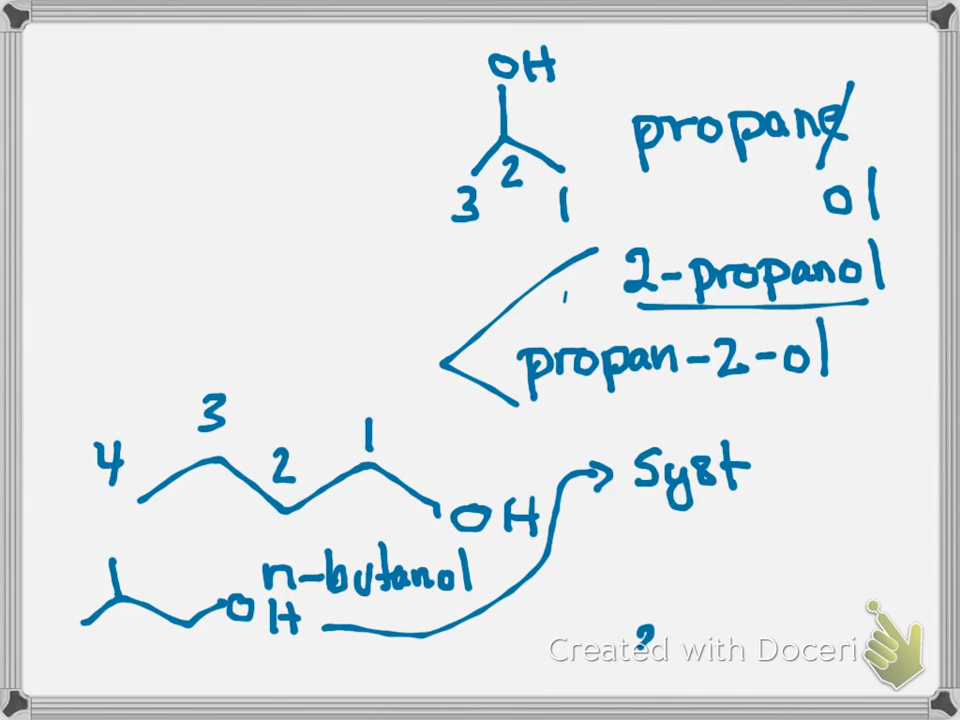 OH
3 2 1
propane
ol
2-propanol
propan-2-ol
4 3 2 1
OH
Syst
n-butanol
OH
2
Created with Doceri